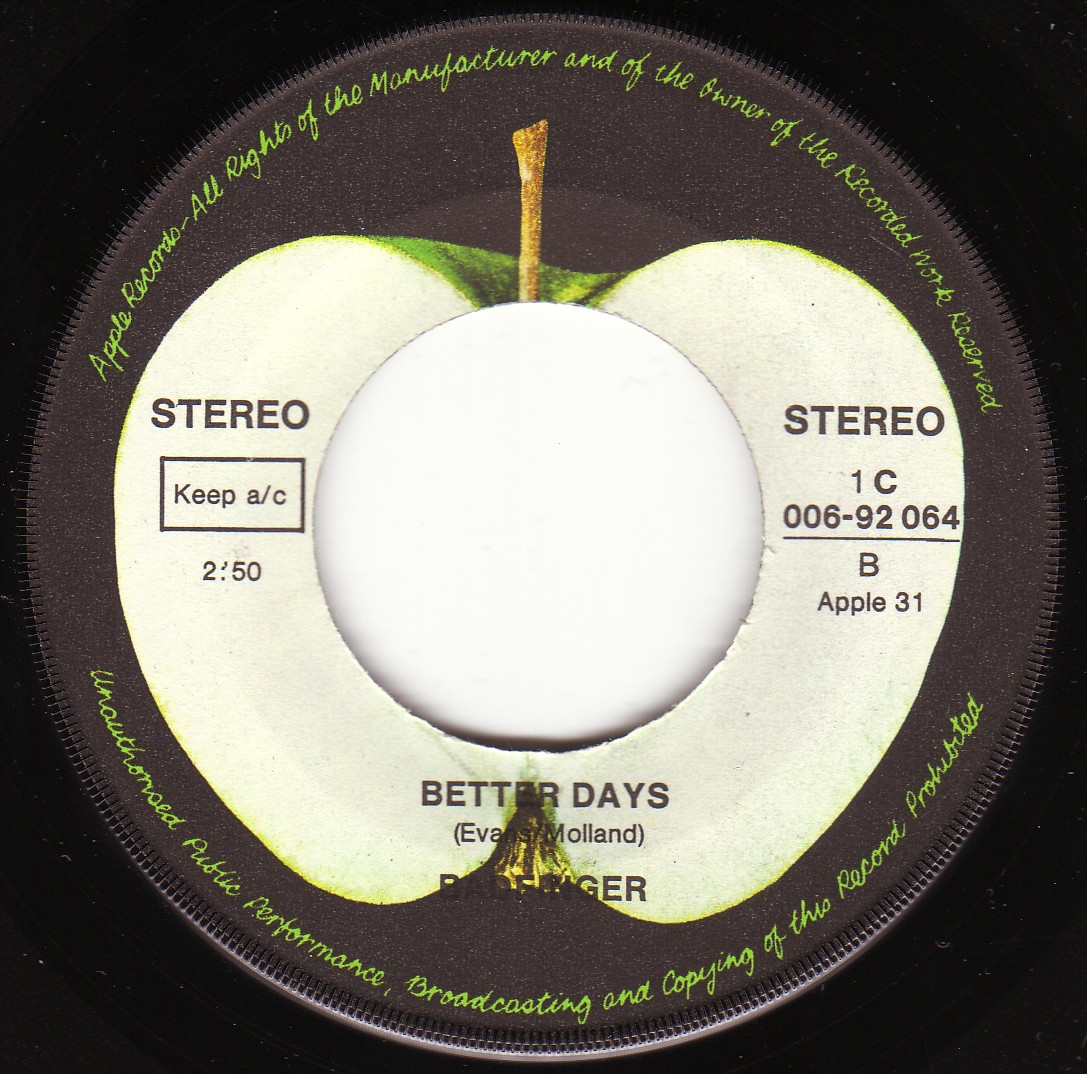 Apple Records-All Rights of the Manufacturer and of the Owner of the Recorded Work Reserved
STEREO
Keep a/c
2:'50
STEREO
1 C
006-92 064
B
Apple 31
BETTER DAYS
(Evans/Molland)
BADFINGER
Unauthorised Public Performance, Broadcasting and Copying of this Record Prohibited